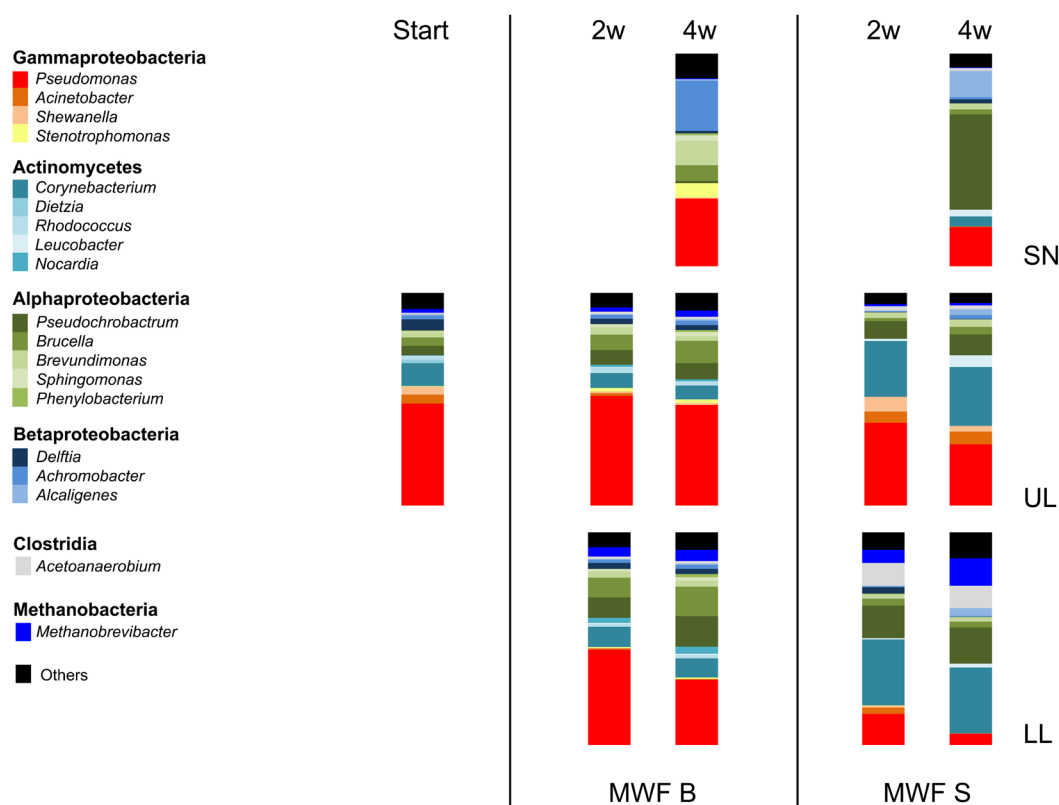 Start
2w
4w
2w
4w
Gammaproteobacteria
Pseudomonas
Acinetobacter
Shewanella
Stenotrophomonas
Actinomycetes
Corynebacterium
Dietzia
Rhodococcus
Leucobacter
Nocardia
SN
Alphaproteobacteria
Pseudochrobactrum
Brucella
Brevundimonas
Sphingomonas
Phenylobacterium
Betaproteobacteria
Delftia
Achromobacter
Alcaligenes
UL
Clostridia
Acetoanaerobium
Methanobacteria
Methanobrevibacter
Others
LL
MWF B
MWF S